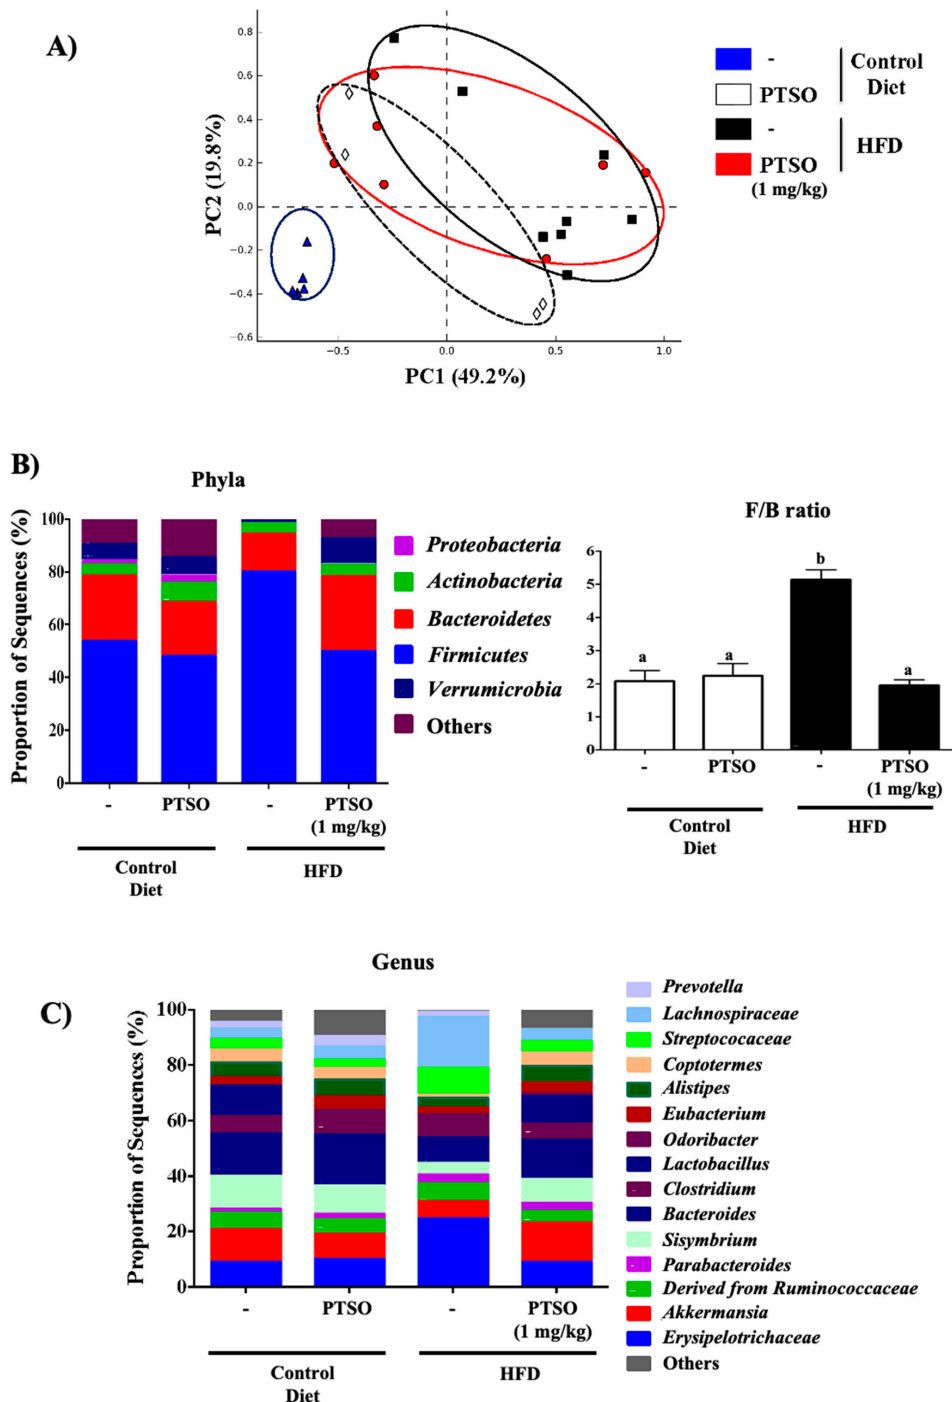 A)
0.8
0.6
0.4
0.2
0.0
−0.2
−0.4
−0.6
−0.5
0.0
0.5
1.0
PC2 (19.8%)
PC1 (49.2%)
-
PTSO
Control
Diet
-
PTSO
(1 mg/kg)
HFD
B)
Phyla
100
80
60
40
20
0
Proportion of Sequences (%)
-
PTSO
-
PTSO
(1 mg/kg)
Control
Diet
HFD
Proteobacteria
Actinobacteria
Bacteroidetes
Firmicutes
Verrumicrobia
Others
F/B ratio
6
5
4
3
2
1
0
a
a
b
a
-
PTSO
-
PTSO
(1 mg/kg)
Control
Diet
HFD
C)
Genus
100
80
60
40
20
0
Proportion of Sequences (%)
-
PTSO
-
PTSO
(1 mg/kg)
Control
Diet
HFD
Prevotella
Lachnospiraceae
Streptococaceae
Coptotermes
Alistipes
Eubacterium
Odoribacter
Lactobacillus
Clostridium
Bacteroides
Sisymbrium
Parabacteroides
Derived from Ruminococcaceae
Akkermansia
Erysipelotrichaceae
Others